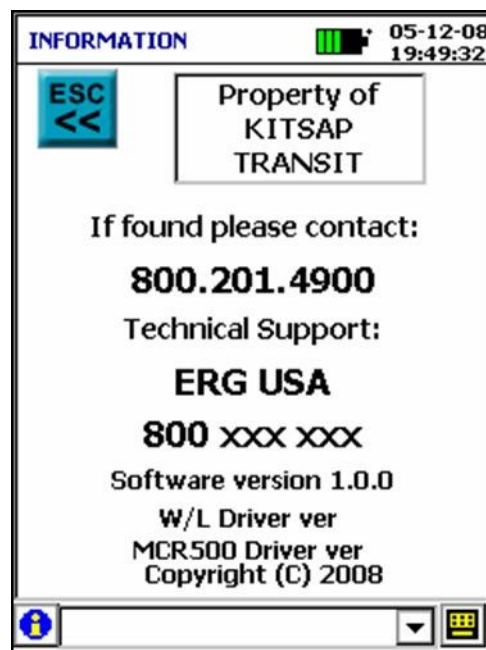 INFORMATION
05-12-08
19:49:32
ESC
<<
Property of
KITSAP
TRANSIT
If found please contact:
800.201.4900
Technical Support:
ERG USA
800 xxx xxx
Software version 1.0.0
W/L Driver ver
MCR500 Driver ver
Copyright (C) 2008